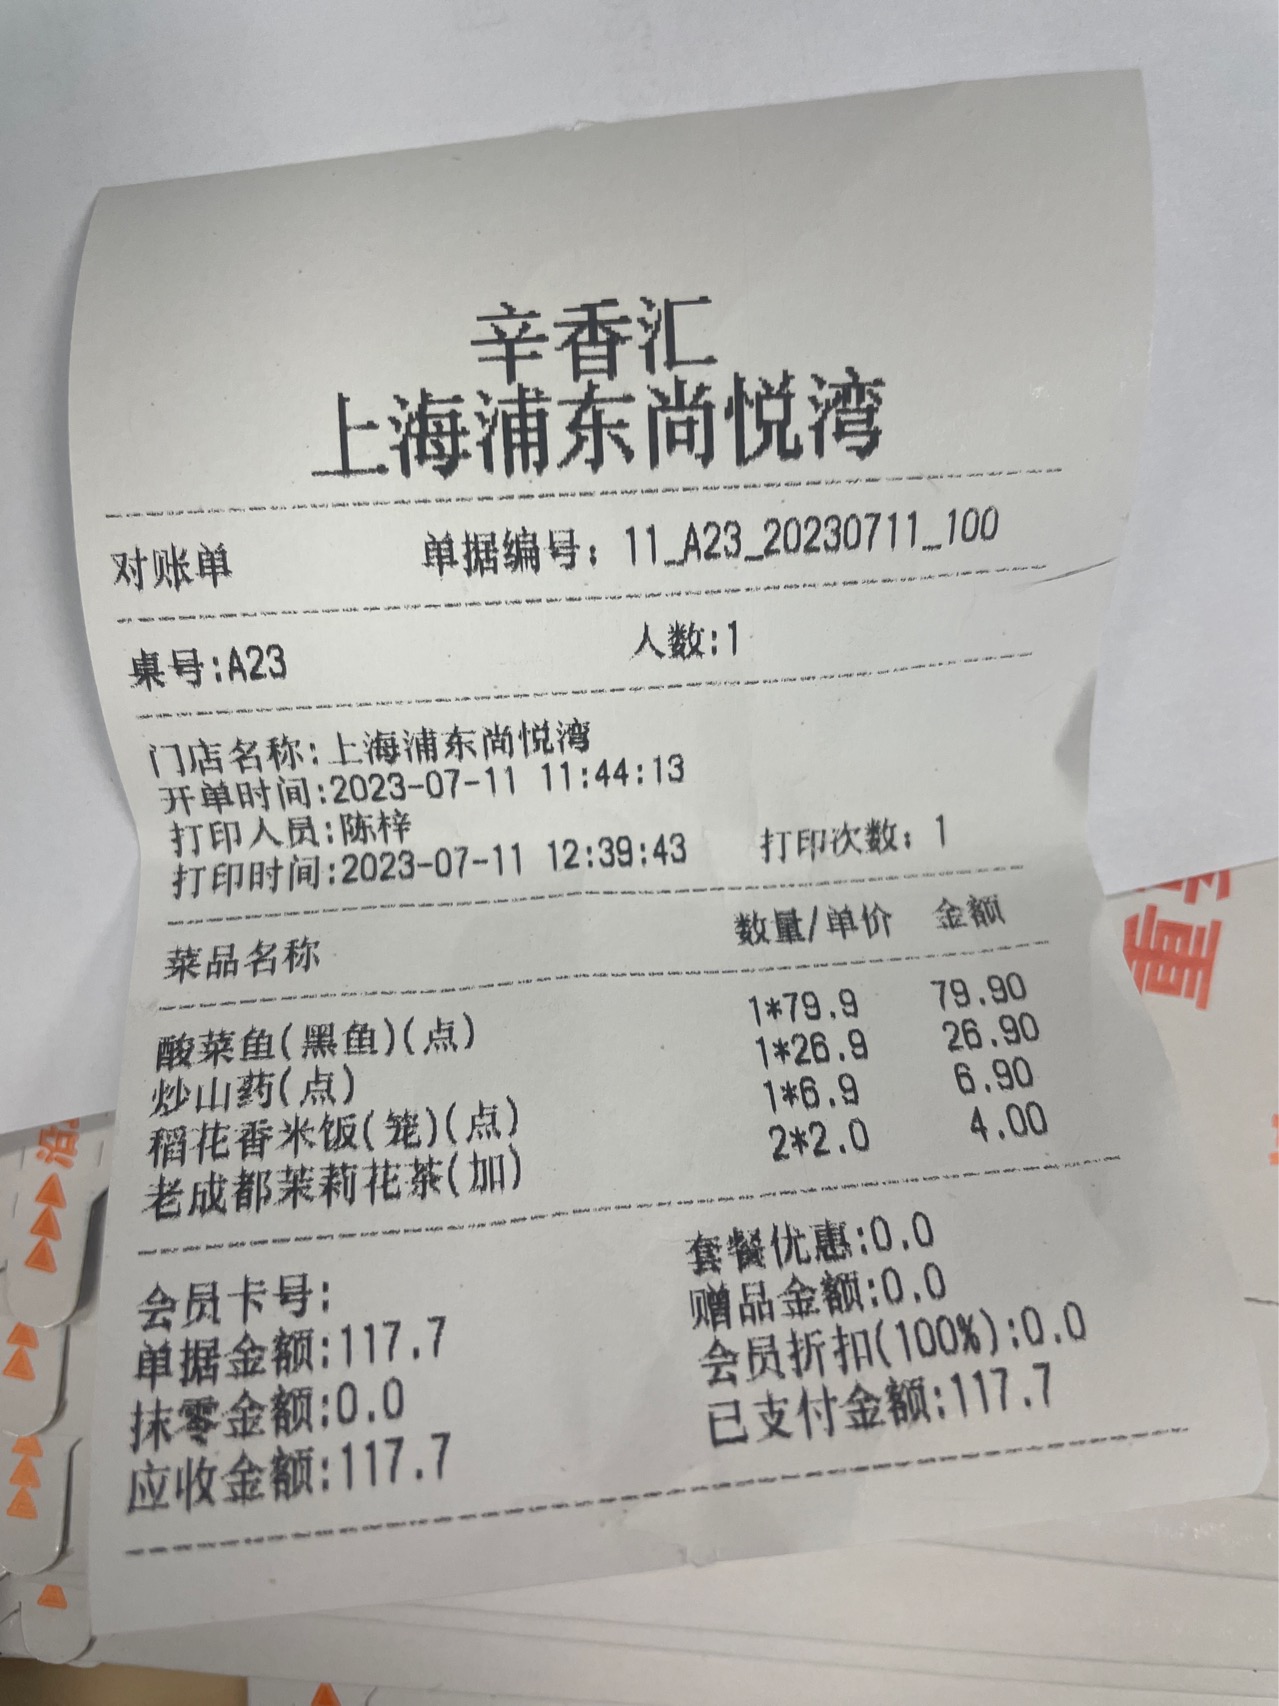 辛香汇
上海浦东尚悦湾
对账单 单据编号：11_A23_20230711_100
桌号:A23 人数:1
门店名称:上海浦东尚悦湾
开单时间:2023-07-11 11:44:13
打印人员:陈梓
打印时间:2023-07-11 12:39:43 打印次数：1
菜品名称 数量/单价 金额
酸菜鱼(黑鱼)(点) 1*79.9 79.90
炒山药(点) 1*26.9 26.90
稻花香米饭(笼)(点) 1*6.9 6.90
老成都茉莉花茶(加) 2*2.0 4.00
会员卡号: 套餐优惠:0.0
单据金额:117.7 赠品金额:0.0
抹零金额:0.0 会员折扣(100%):0.0
应收金额:117.7 已支付金额:117.7